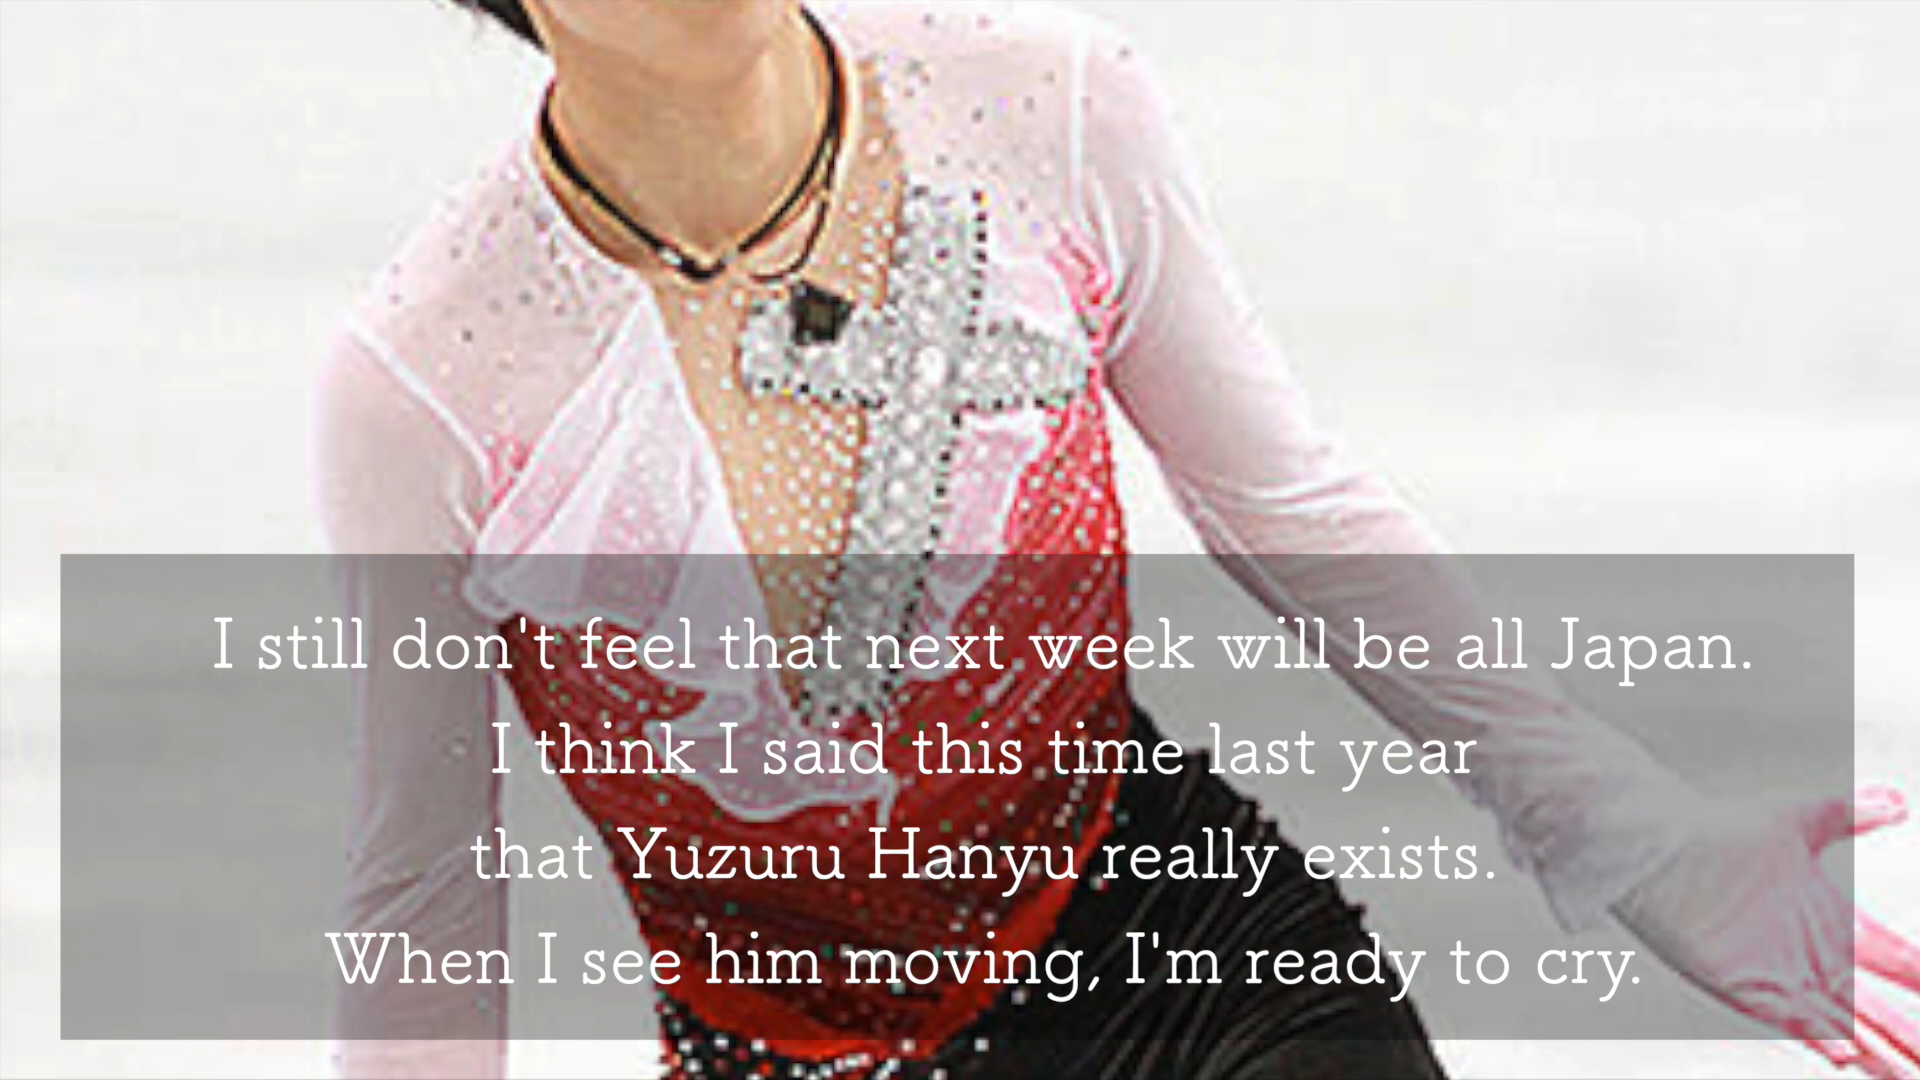 I still don't feel that next week will be all Japan.
I think I said this time last year
that Yuzuru Hanyu really exists.
When I see him moving, I'm ready to cry.